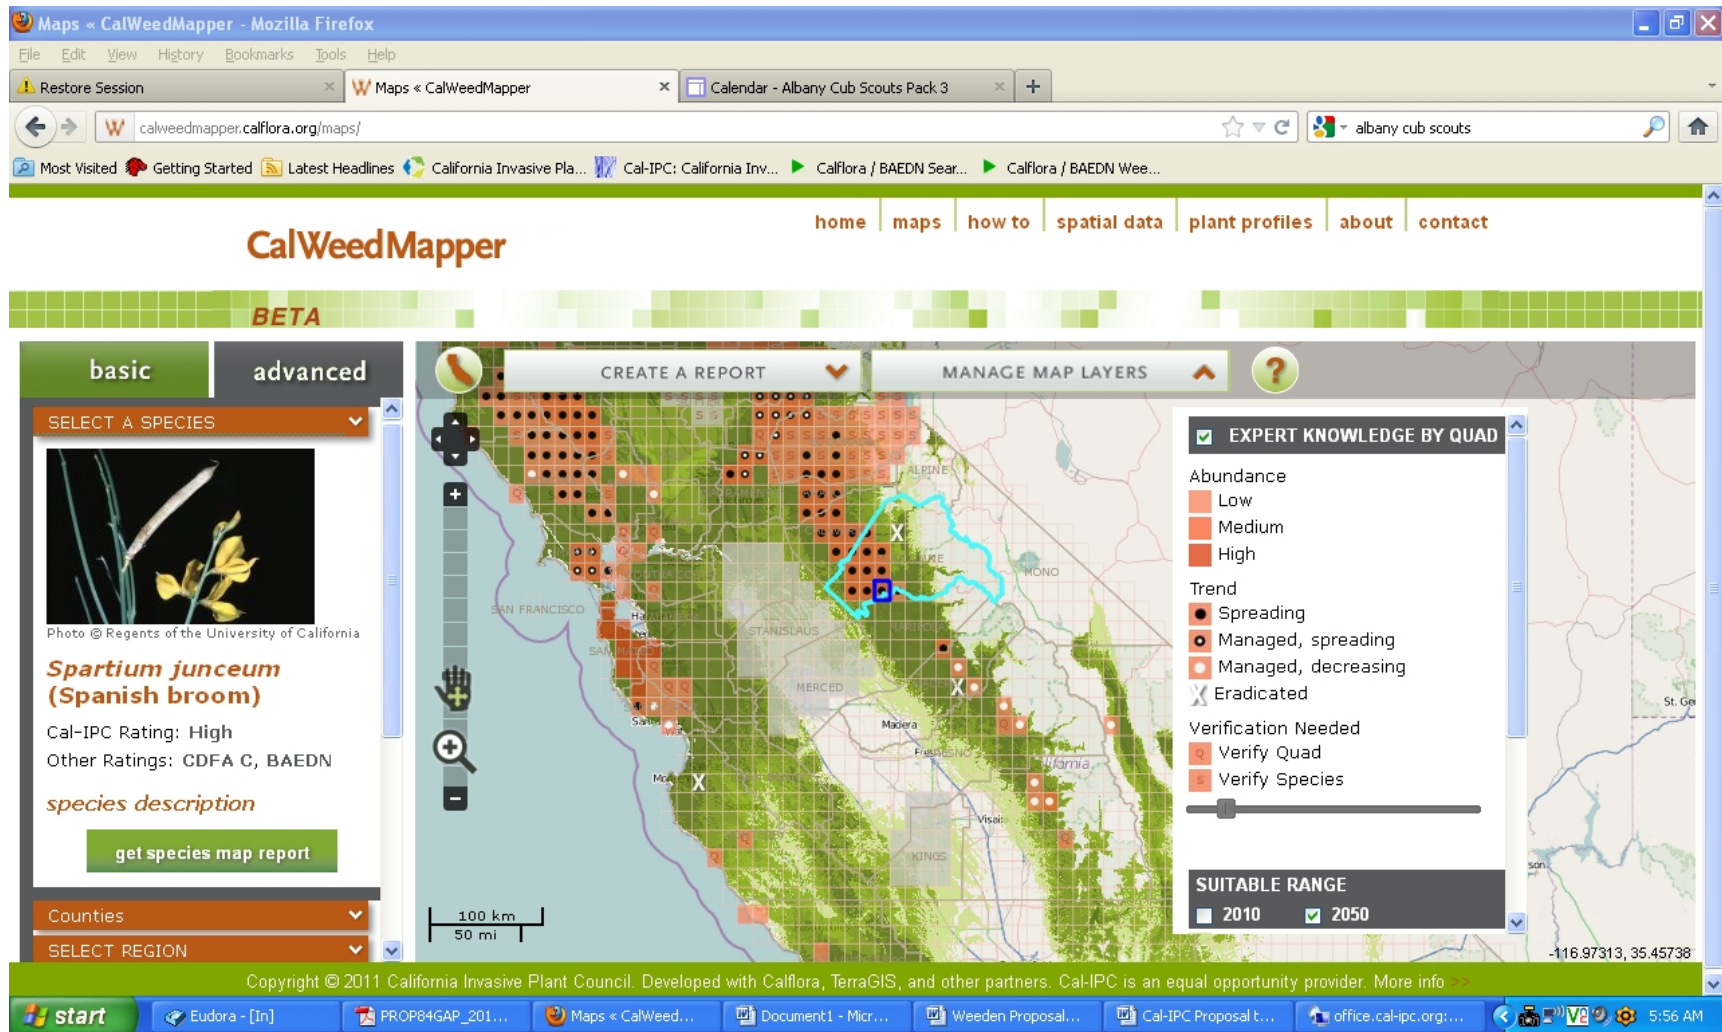 Maps « CalWeedMapper - Mozilla Firefox
File Edit View History Bookmarks Tools Help
Restore Session
Maps « CalWeedMapper
Calendar - Albany Cub Scouts Pack 3
calweedmapper.calflora.org/maps/
albany cub scouts
Most Visited Getting Started Latest Headlines California Invasive Pla... Cal-IPC: California Inv... Calflora / BAEDN Sear... Calflora / BAEDN Wee...
home maps how to spatial data plant profiles about contact
CalWeedMapper
BETA
basic advanced
CREATE A REPORT
MANAGE MAP LAYERS
?
SELECT A SPECIES
Photo @ Regents of the University of California
Spartium junceum
(Spanish broom)
Cal-IPC Rating: High
Other Ratings: CDFA C, BAEDN
species description
get species map report
Counties
SELECT REGION
ALPINE
MONO
SAN FRANCISCO
STANISLAUS
MERCED
Madera
KINGS
California
100 km
50 mi
EXPERT KNOWLEDGE BY QUAD
Abundance
Low
Medium
High
Trend
Spreading
Managed, spreading
Managed, decreasing
X Eradicated
Verification Needed
Q Verify Quad
S Verify Species
SUITABLE RANGE
2010 2050
-116.97313, 35.45738
Copyright © 2011 California Invasive Plant Council. Developed with Calflora, TerraGIS, and other partners. Cal-IPC is an equal opportunity provider. More info >>
start
Eudora - [In]
PROP84GAP_201...
Maps « CalWeed...
Document1 - Micr...
Weeden Proposal...
Cal-IPC Proposal t...
office.cal-ipc.org:...
5:56 AM